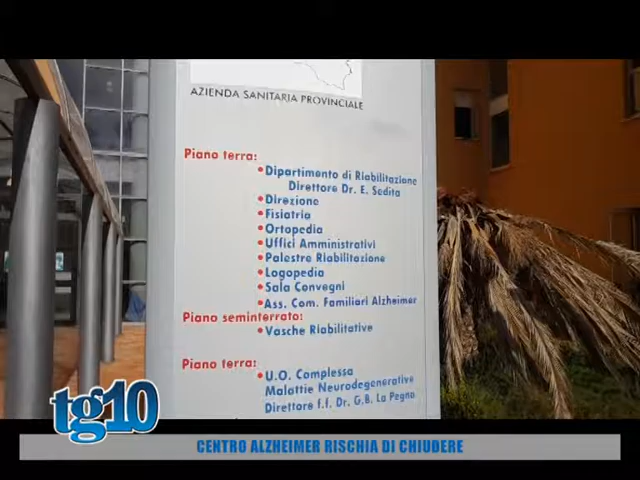 AZIENDA SANITARIA PROVINCIALE
Piano terra:
• Dipartimento di Riabilitazione
Direttore Dr. E. Sedita
• Direzione
• Fisiatria
• Ortopedia
• Uffici Amministrativi
• Palestre Riabilitazione
• Logopedia
• Sala Convegni
• Ass. Com. Familiari Alzheimer
Piano seminterrato:
• Vasche Riabilitative
Piano terra:
• U.O. Complessa
Malattie Neurodegenerative
Direttore f.f. Dr. G.B. La Pegna
tg10
CENTRO ALZHEIMER RISCHIA DI CHIUDERE